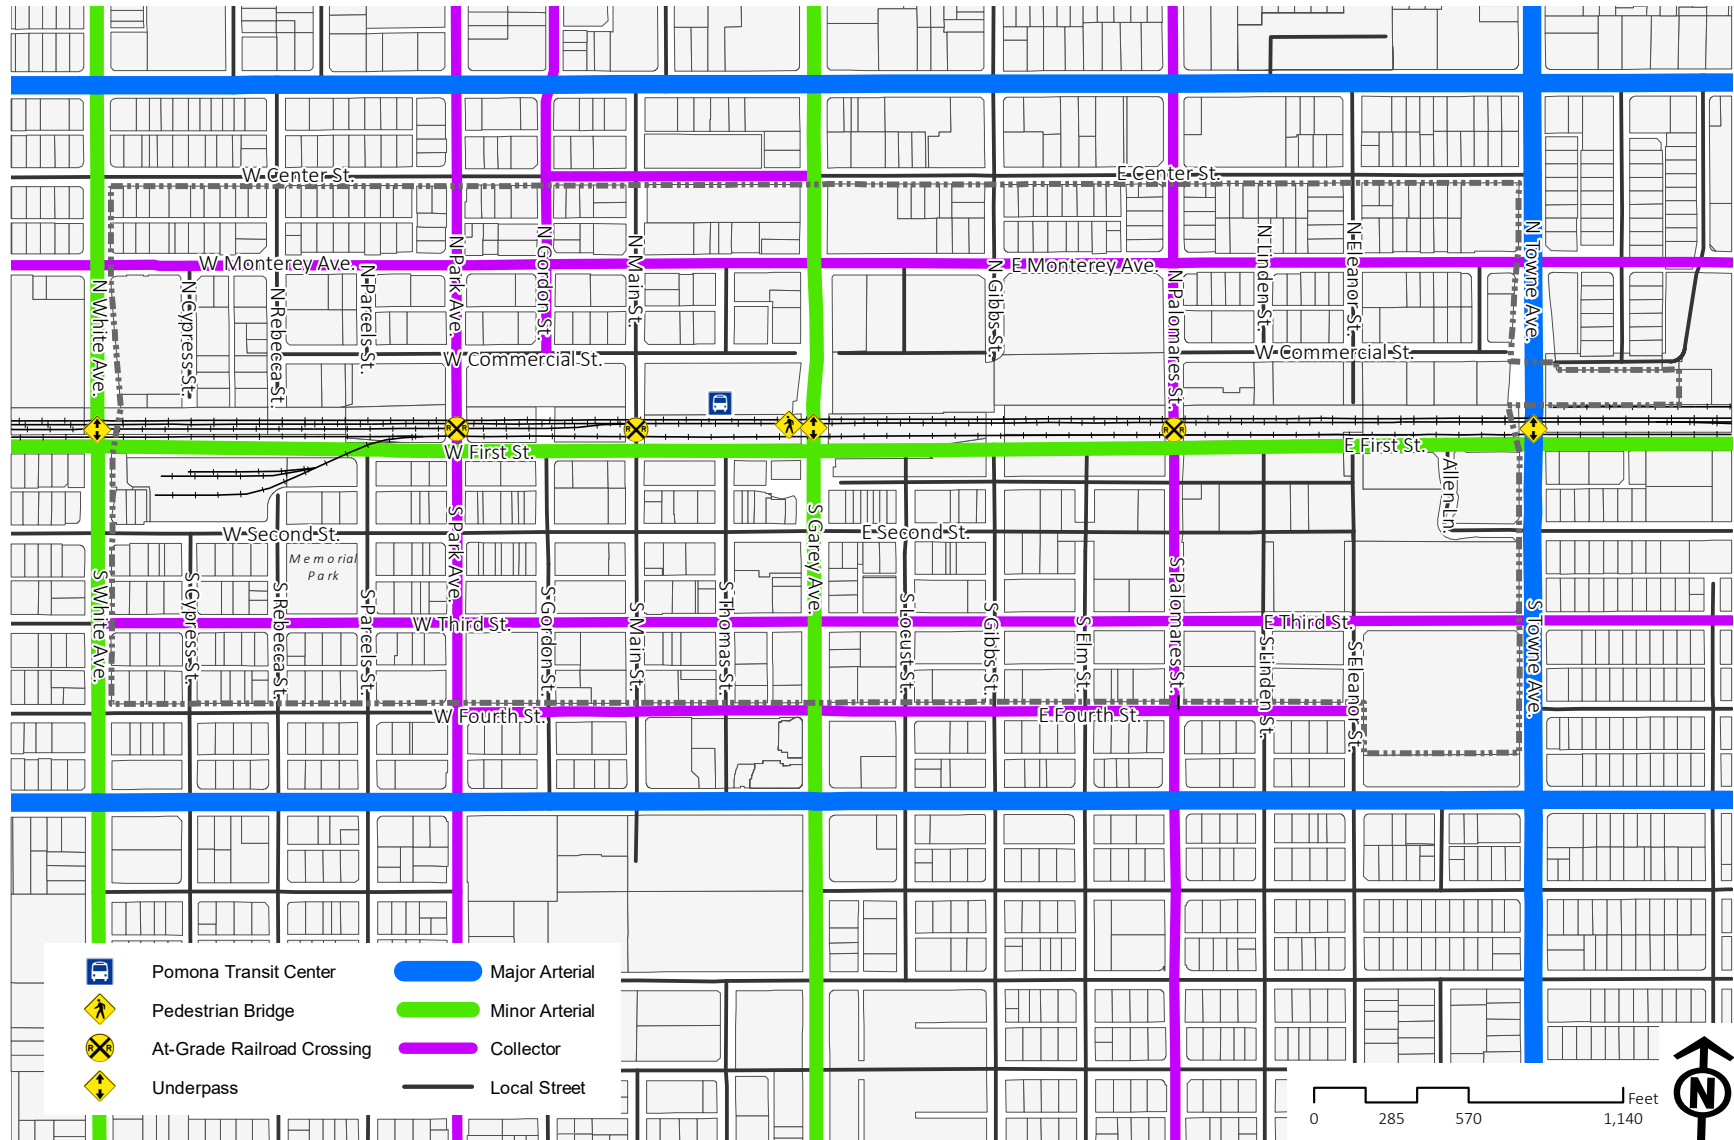 W Center St.
E Center St.
N White Ave.
N Cypress St.
N Rebecca St.
N Parcels St.
N Park Ave.
N Gordon St.
N Main St.
N Gibbs St.
N Palomares St.
N Linden St.
N Eleanor St.
N Towne Ave.
W Monterey Ave.
E Monterey Ave.
W Commercial St.
W Commercial St.
W First St.
E First St.
Allen Ln.
W Second St.
E Second St.
Memorial
Park
S White Ave.
S Cypress St.
S Rebecca St.
S Parcels St.
S Park Ave.
S Gordon St.
S Main St.
S Thomas St.
S Garey Ave.
S Locust St.
S Gibbs St.
S Elm St.
S Palomares St.
S Linden St.
S Eleanor St.
S Towne Ave.
W Third St.
E Third St.
W Fourth St.
E Fourth St.
Pomona Transit Center
Pedestrian Bridge
At-Grade Railroad Crossing
Underpass
Major Arterial
Minor Arterial
Collector
Local Street
Feet
0 285 570 1,140
N